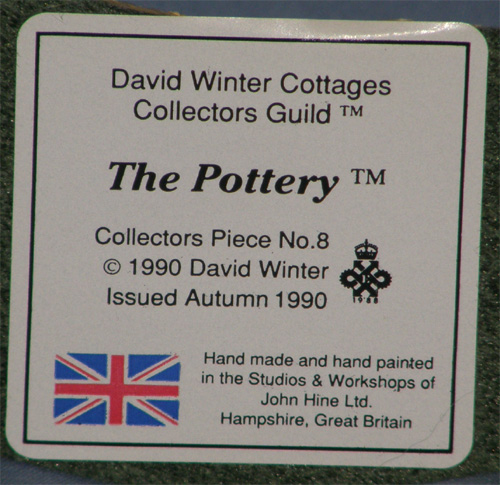 David Winter Cottages
Collectors Guild ™
The Pottery ™
Collectors Piece No.8
© 1990 David Winter
Issued Autumn 1990
1988
Hand made and hand painted
in the Studios & Workshops of
John Hine Ltd.
Hampshire, Great Britain